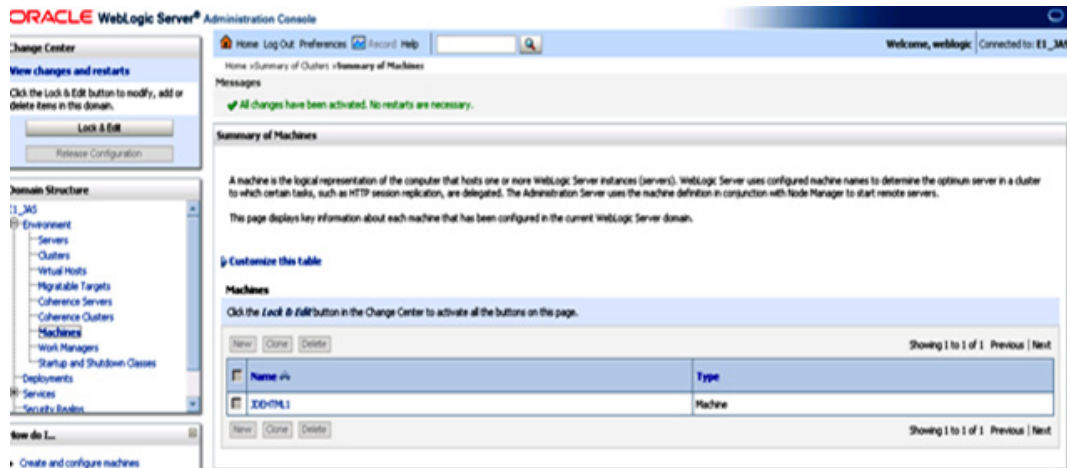 ORACLE WebLogic Server® Administration Console
Change Center
View changes and restarts
Click the Lock & Edit button to modify, add or
delete items in this domain.
Lock & Edit
Release Configuration
Domain Structure
E1_JAS
Environment
Servers
Clusters
Virtual Hosts
Migratable Targets
Coherence Servers
Coherence Clusters
Machines
Work Managers
Startup and Shutdown Classes
Deployments
Services
Security Realms
How do I...
Create and configure machines
Home Log Out Preferences Record Help
Welcome, weblogic Connected to: E1_JAS
Home >Summary of Clusters >Summary of Machines
Messages
All changes have been activated. No restarts are necessary.
Summary of Machines
A machine is the logical representation of the computer that hosts one or more WebLogic Server instances (servers). WebLogic Server uses configured machine names to determine the optimum server in a cluster
to which certain tasks, such as HTTP session replication, are delegated. The Administration Server uses the machine definition in conjunction with Node Manager to start remote servers.
This page displays key information about each machine that has been configured in the current WebLogic Server domain.
Customize this table
Machines
Click the Lock & Edit button in the Change Center to activate all the buttons on this page.
New Clone Delete
Showing 1 to 1 of 1 Previous | Next
Name Type
JDEHTML1 Machine
New Clone Delete
Showing 1 to 1 of 1 Previous | Next